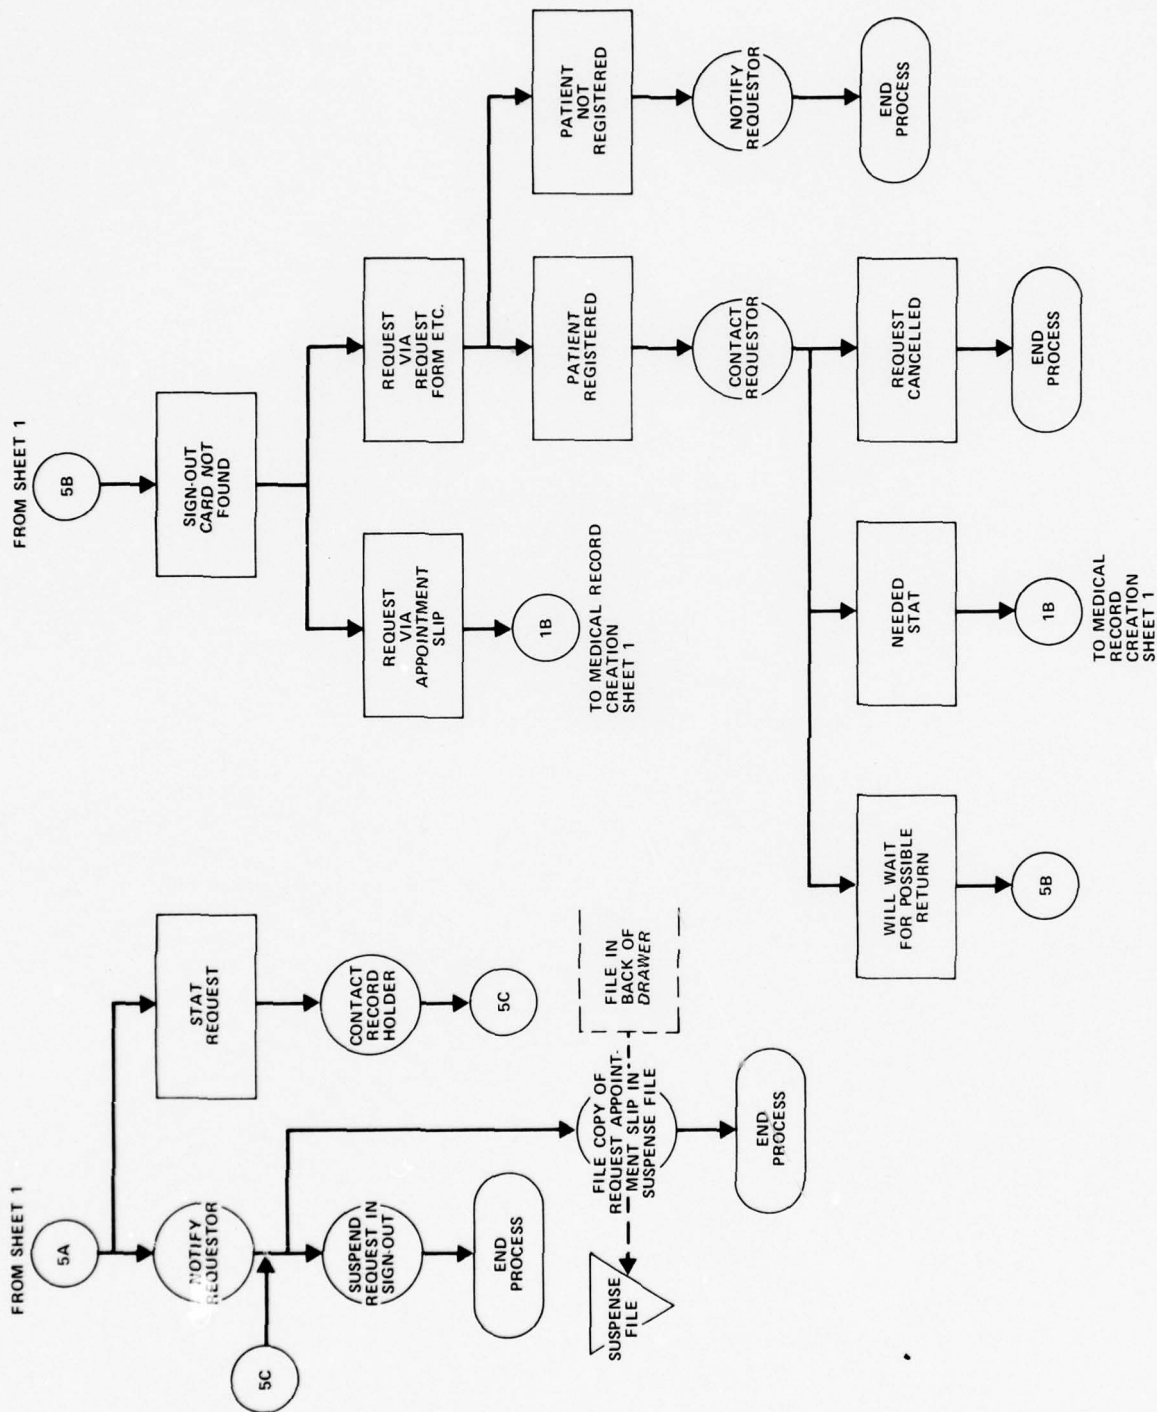 FROM SHEET 1
5A
NOTIFY
REQUESTOR
5C
SUSPEND
REQUEST IN
SIGN-OUT
END
PROCESS
STAT
REQUEST
CONTACT
RECORD
HOLDER
5C
FILE COPY OF
REQUEST APPOINT-
MENT SLIP IN
SUSPENSE FILE
SUSPENSE
FILE
FILE IN
BACK OF
DRAWER
END
PROCESS
FROM SHEET 1
5B
SIGN-OUT
CARD NOT
FOUND
REQUEST
VIA
APPOINTMENT
SLIP
1B
TO MEDICAL RECORD
CREATION
SHEET 1
REQUEST
VIA
REQUEST
FORM ETC.
PATIENT
REGISTERED
PATIENT
NOT
REGISTERED
CONTACT
REQUESTOR
NOTIFY
REQUESTOR
END
PROCESS
WILL WAIT
FOR POSSIBLE
RETURN
5B
NEEDED
STAT
1B
TO MEDICAL
RECORD
CREATION
SHEET 1
REQUEST
CANCELLED
END
PROCESS